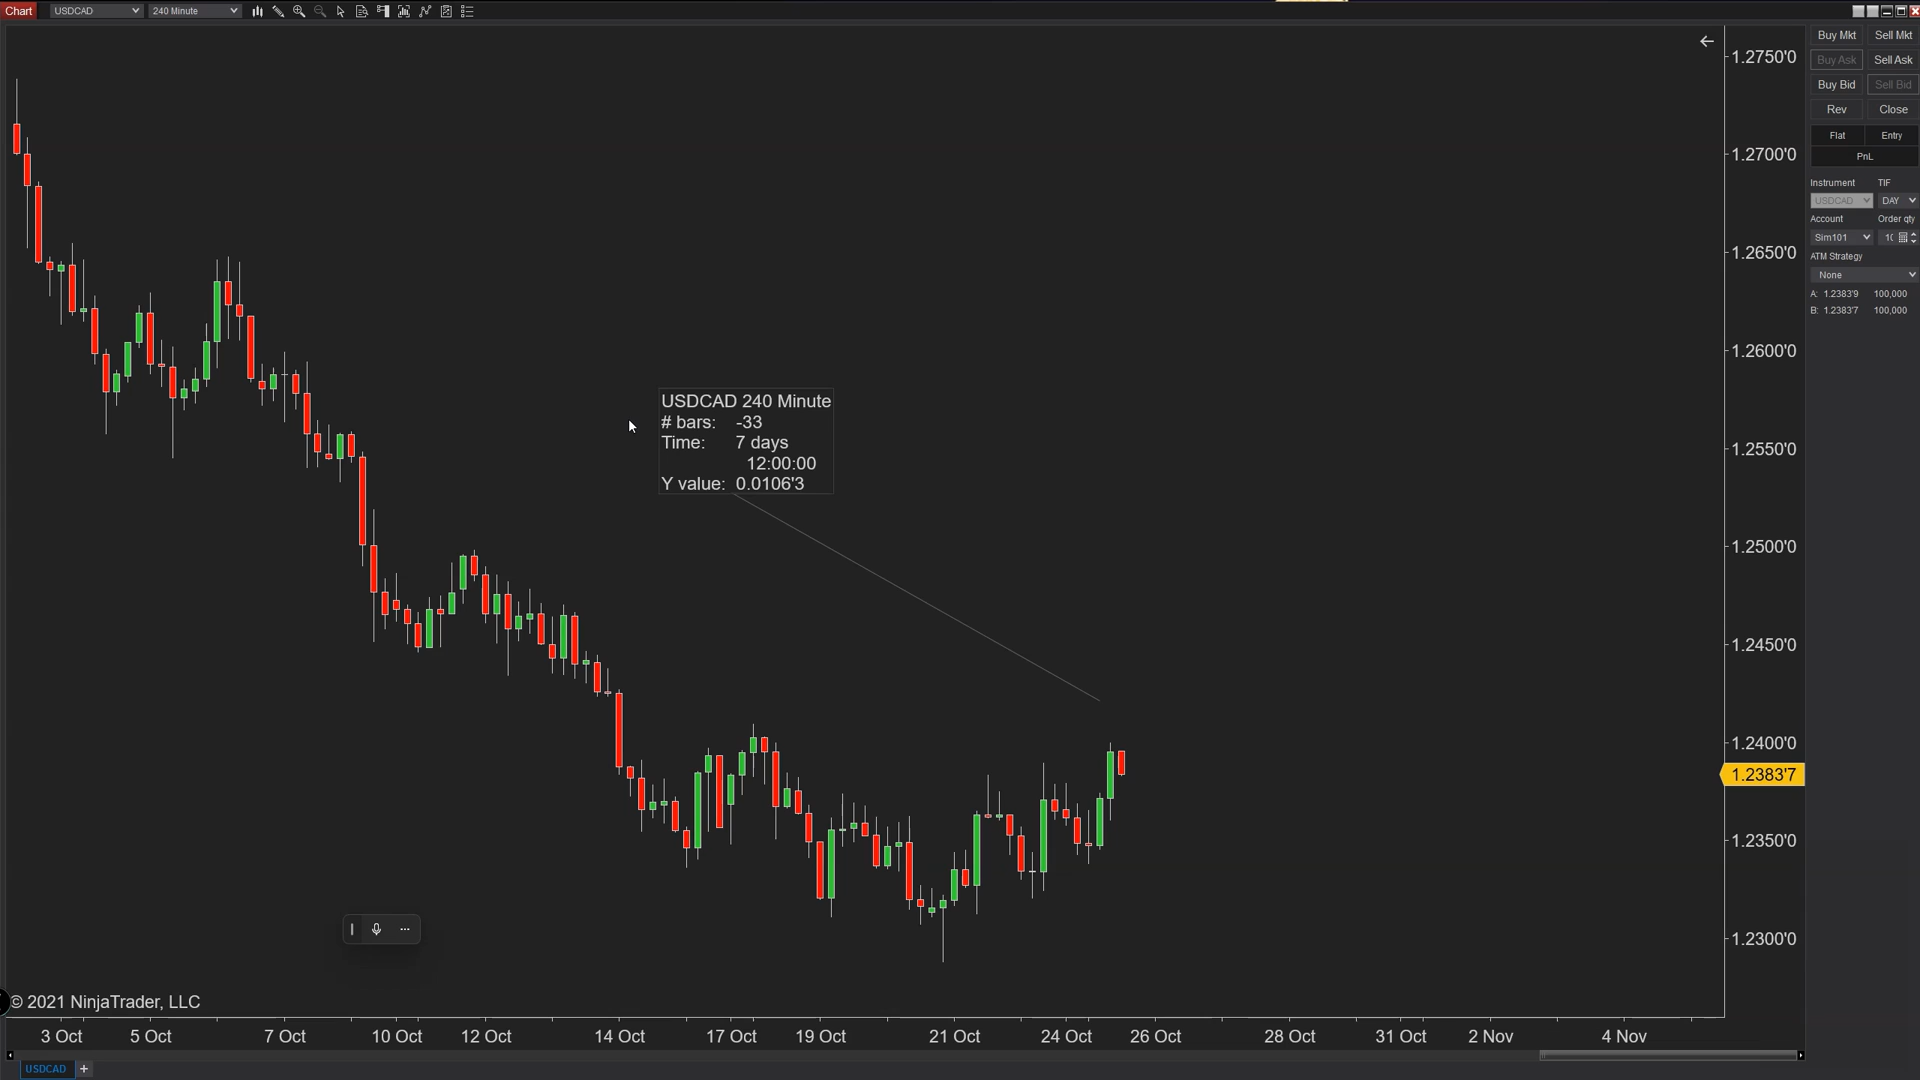 Chart USDCAD 240 Minute
Buy Mkt Sell Mkt
Buy Ask Sell Ask
Buy Bid Sell Bid
Rev Close
Flat Entry
PnL
Instrument TIF
USDCAD DAY
Account Order qty
Sim101
ATM Strategy
None
A: 1.2383'9 100,000
B: 1.2383'7 100,000
1.2750'0
1.2700'0
1.2650'0
1.2600'0
1.2550'0
1.2500'0
1.2450'0
1.2400'0
1.2383'7
1.2350'0
1.2300'0
USDCAD 240 Minute
# bars: -33
Time: 7 days
12:00:00
Y value: 0.0106'3
© 2021 NinjaTrader, LLC
3 Oct 5 Oct 7 Oct 10 Oct 12 Oct 14 Oct 17 Oct 19 Oct 21 Oct 24 Oct 26 Oct 28 Oct 31 Oct 2 Nov 4 Nov
USDCAD +